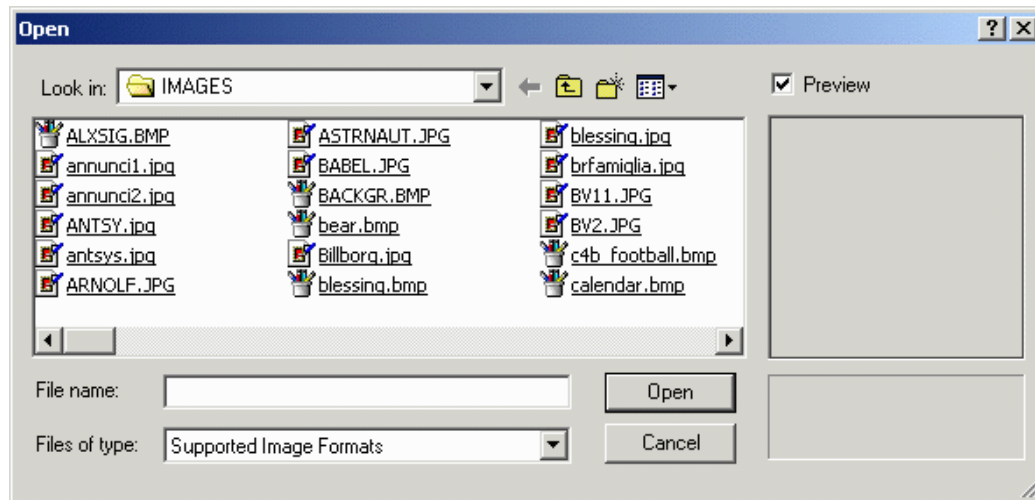 Open
Look in: IMAGES
Preview
ALXSIG.BMP
annunci1.jpg
annunci2.jpg
ANTSY.jpg
antsys.jpg
ARNOLF.JPG
ASTRNAUT.JPG
BABEL.JPG
BACKGR.BMP
bear.bmp
Billborg.jpg
blessing.bmp
blessing.jpg
brfamiglia.jpg
BV11.JPG
BV2.JPG
c4b_football.bmp
calendar.bmp
File name:
Open
Files of type: Supported Image Formats
Cancel